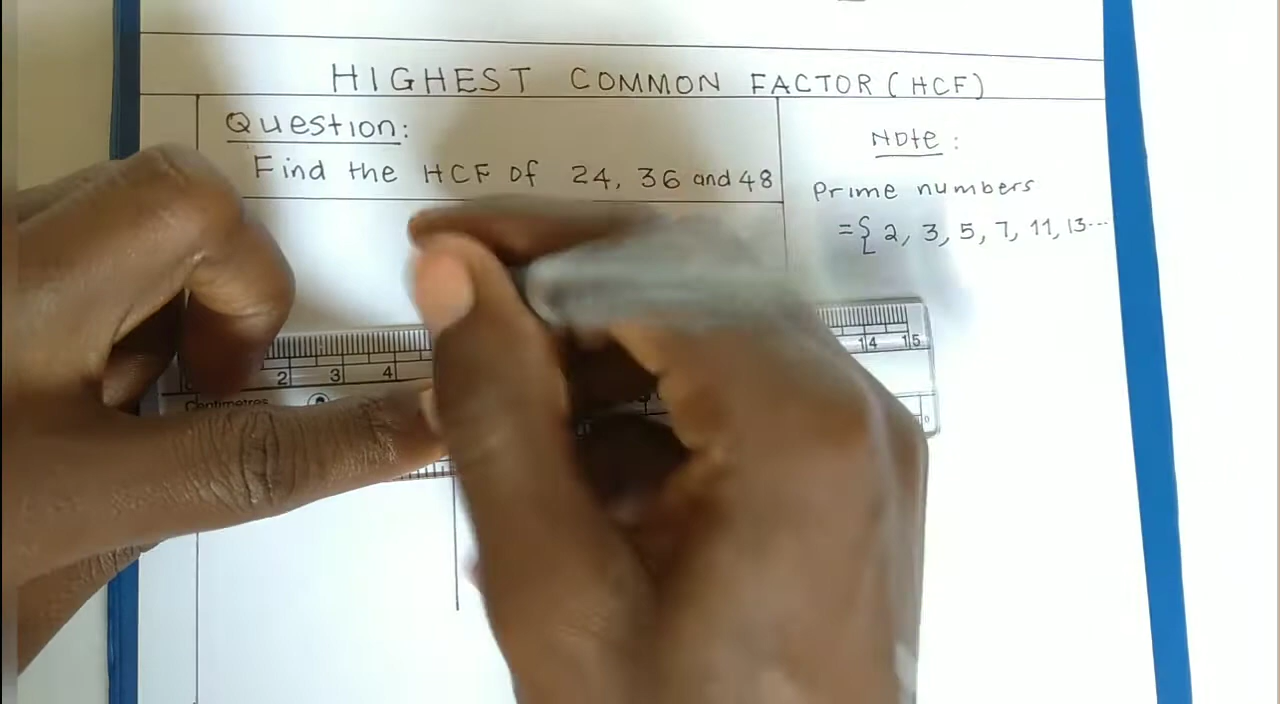 HIGHEST COMMON FACTOR (HCF)
Question:
Find the HCF of 24, 36 and 48
Note:
Prime numbers
={ 2, 3, 5, 7, 11, 13...
2 3 4 14 15
Centimetres